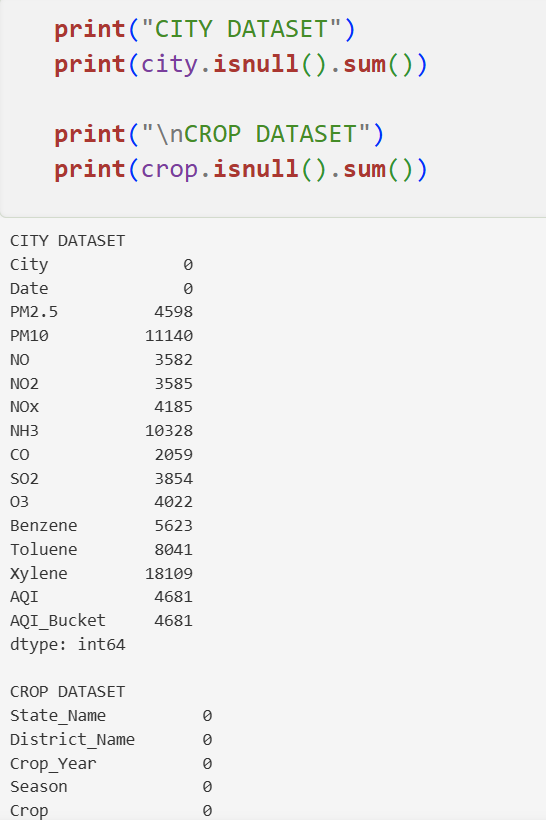 print("CITY DATASET")
print(city.isnull().sum())
print("\nCROP DATASET")
print(crop.isnull().sum())
CITY DATASET
City 0
Date 0
PM2.5 4598
PM10 11140
NO 3582
NO2 3585
NOx 4185
NH3 10328
CO 2059
SO2 3854
O3 4022
Benzene 5623
Toluene 8041
Xylene 18109
AQI 4681
AQI_Bucket 4681
dtype: int64
CROP DATASET
State_Name 0
District_Name 0
Crop_Year 0
Season 0
Crop 0